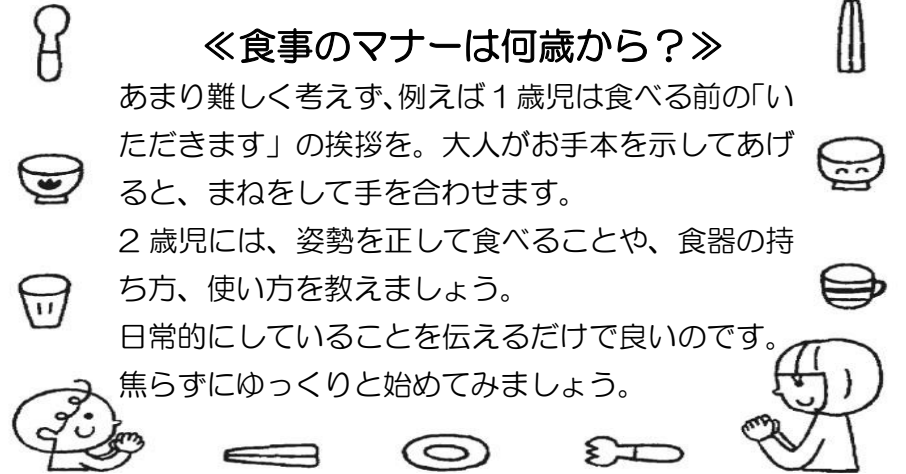 ≪食事のマナーは何歳から？≫
あまり難しく考えず、例えば１歳児は食べる前の｢い
ただきます」の挨拶を。大人がお手本を示してあげ
ると、まねをして手を合わせます。
２歳児には、姿勢を正して食べることや、食器の持
ち方、使い方を教えましょう。
日常的にしていることを伝えるだけで良いのです。
焦らずにゆっくりと始めてみましょう。